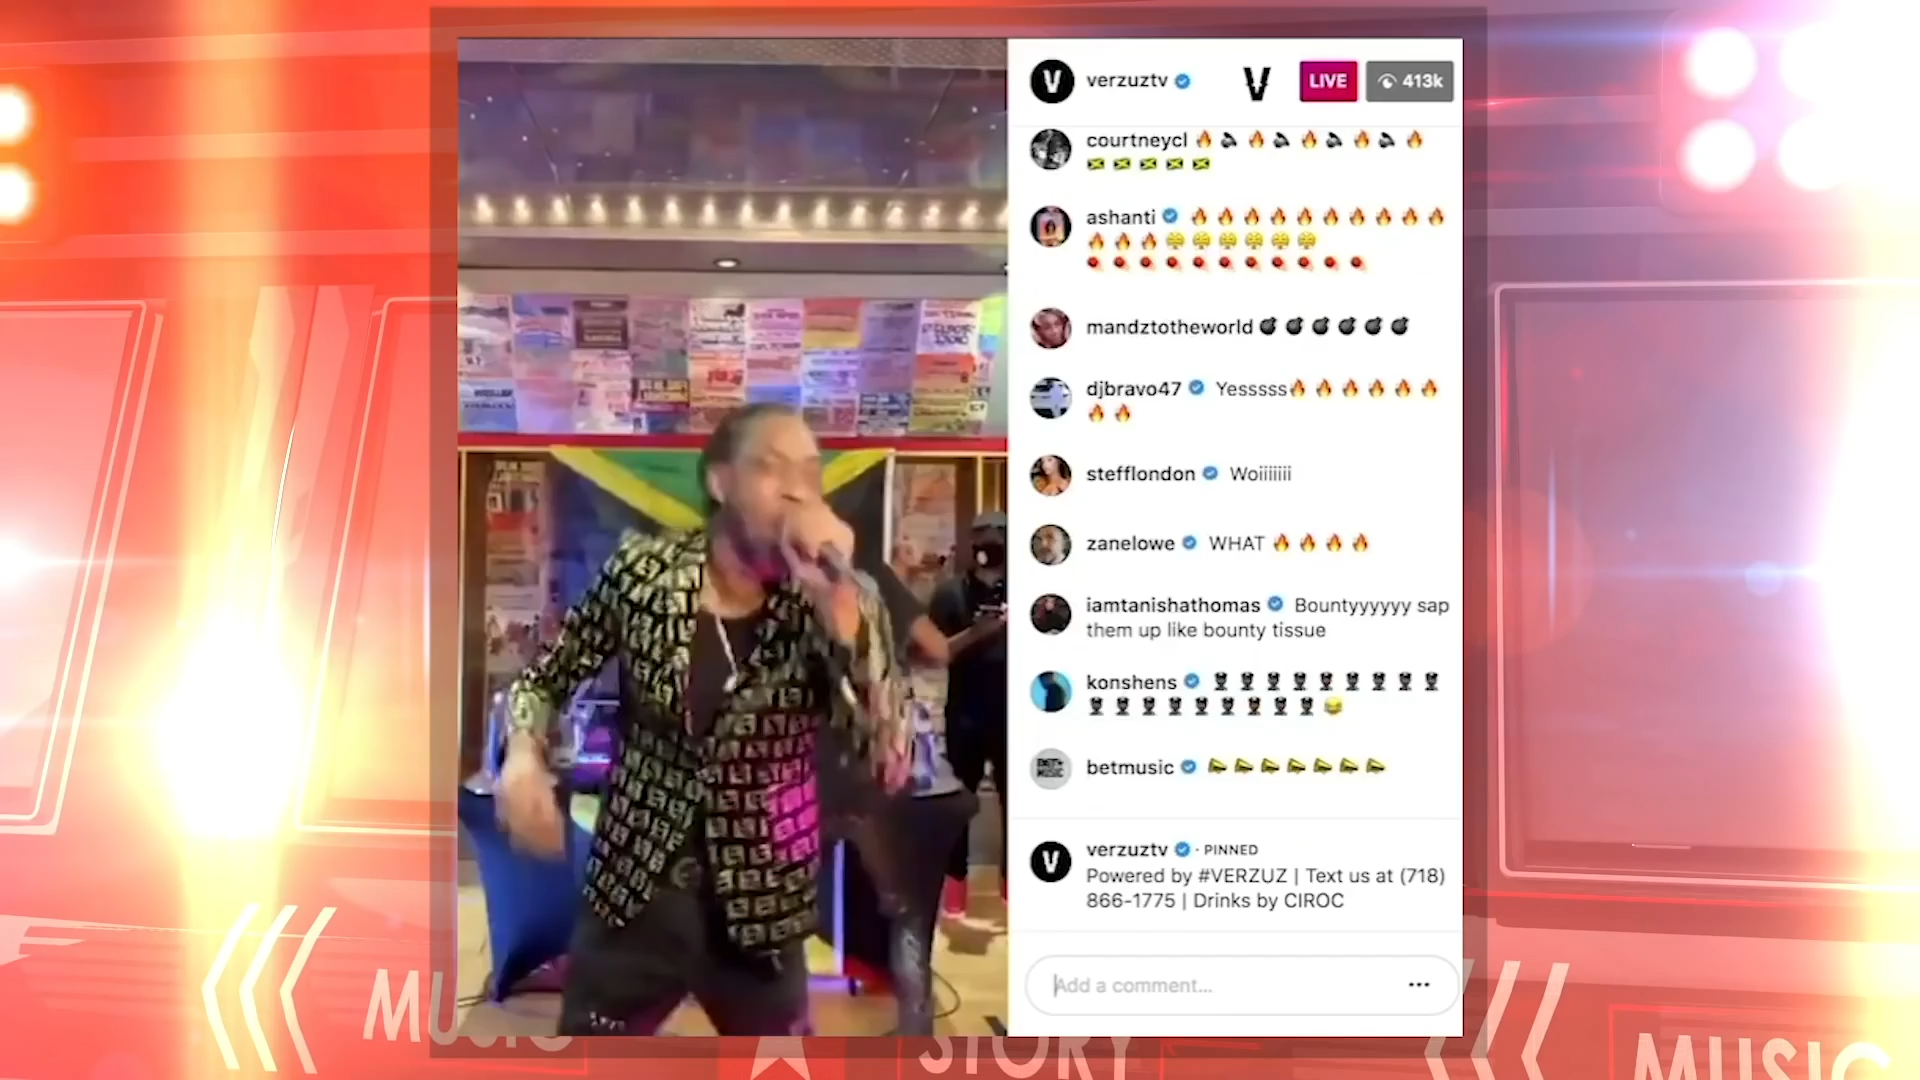 verzuztv LIVE 413k
courtneycl
ashanti
mandztotheworld
djbravo47 Yesssss
stefflondon Woiiiiiii
zanelowe WHAT
iamtanishathomas Bountyyyyyy sap
them up like bounty tissue
konshens
betmusic
verzuztv · PINNED
Powered by #VERZUZ | Text us at (718)
866-1775 | Drinks by CIROC
Add a comment...
MUSIC STORY MUSIC